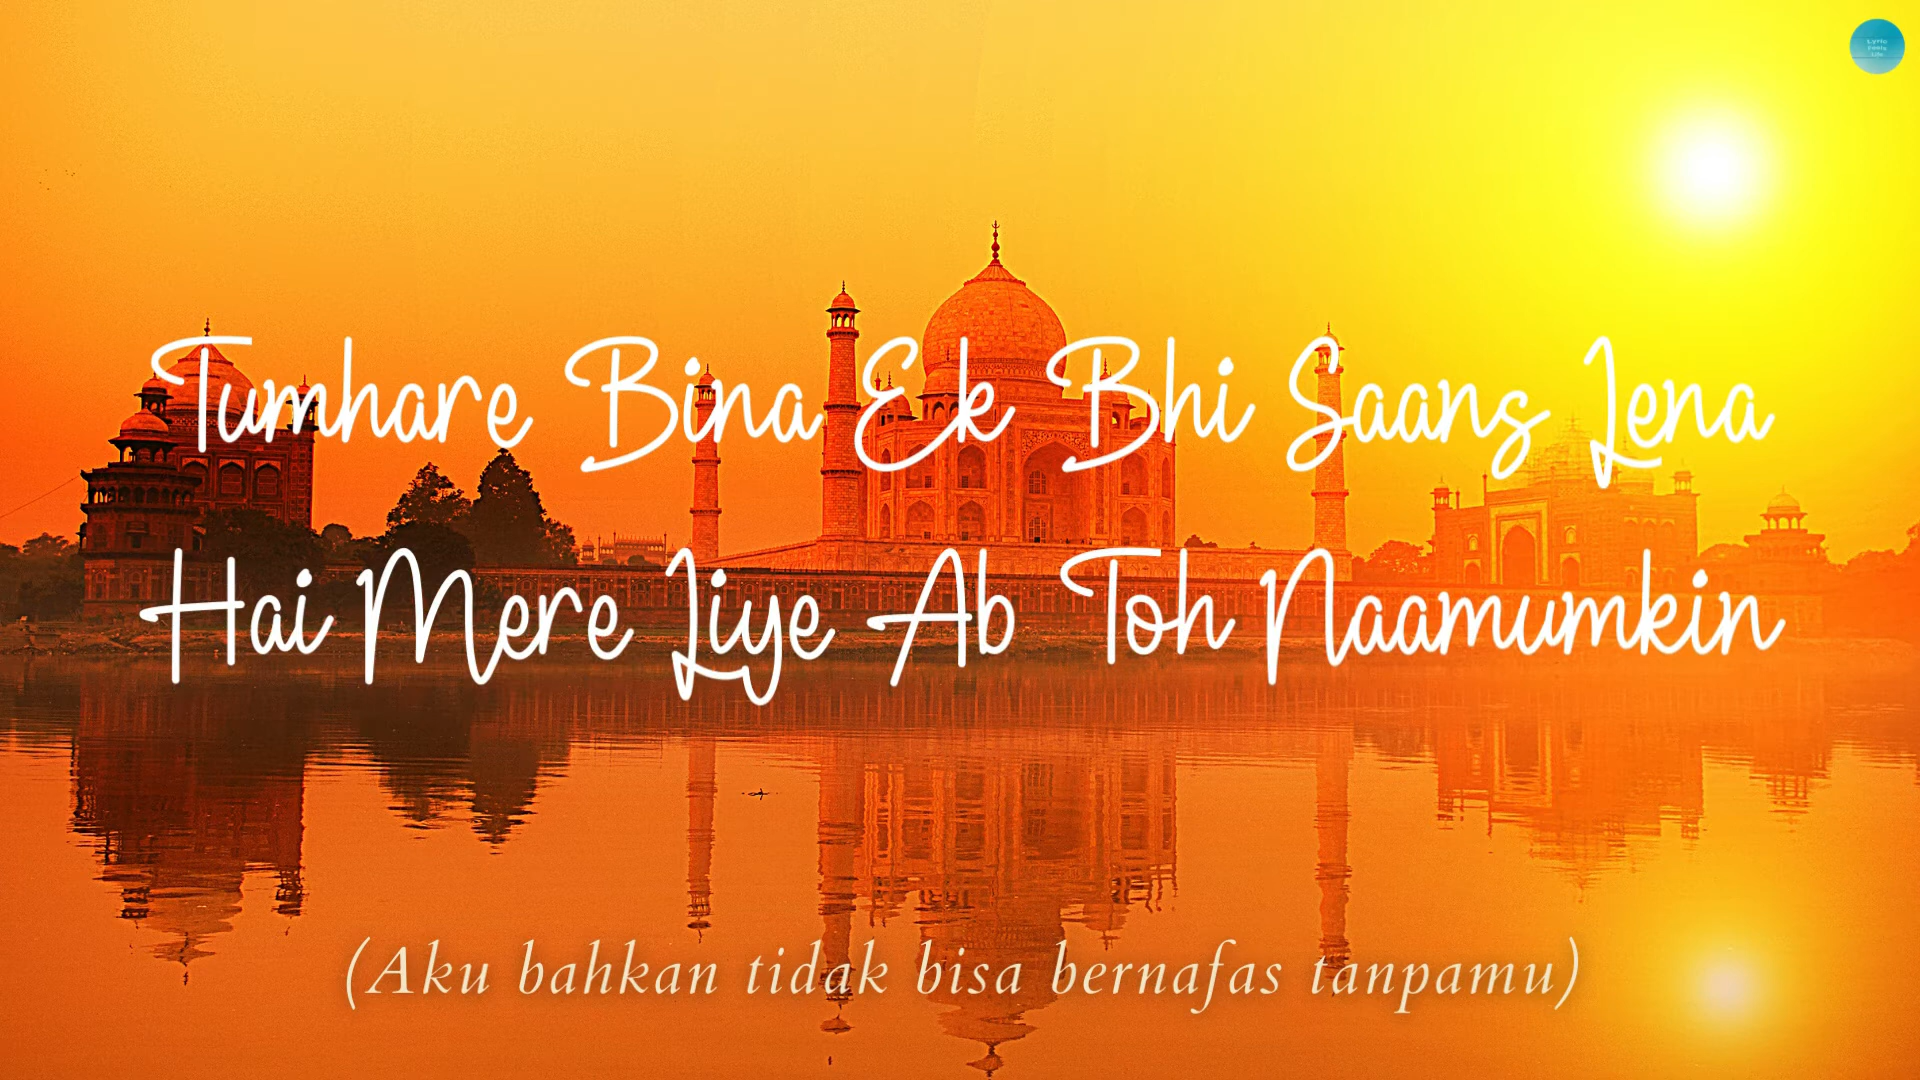 Tumhare Bina Ek Bhi Saans Lena
Hai Mere Liye Ab Toh Naamumkin
(Aku bahkan tidak bisa bernafas tanpamu)